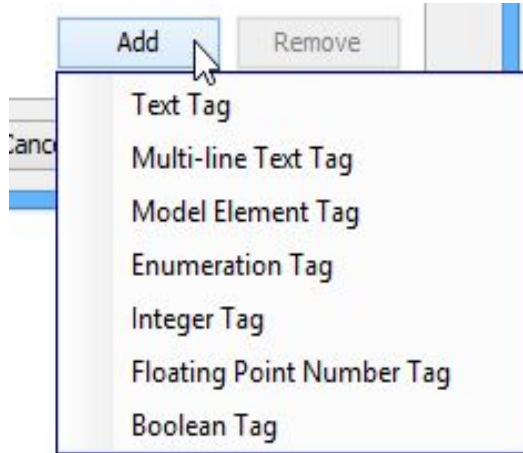 Add Remove
Text Tag
Multi-line Text Tag
Model Element Tag
Enumeration Tag
Integer Tag
Floating Point Number Tag
Boolean Tag